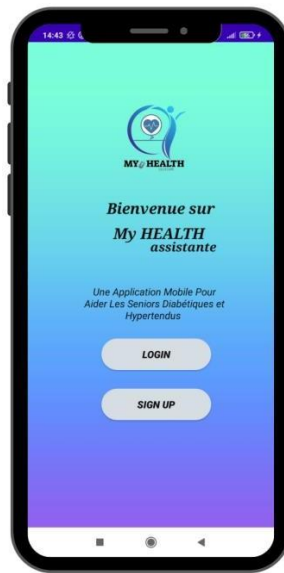 14:43
MY@HEALTH
Bienvenue sur
My HEALTH
assistante
Une Application Mobile Pour
Aider Les Seniors Diabétiques et
Hypertendus
LOGIN
SIGN UP